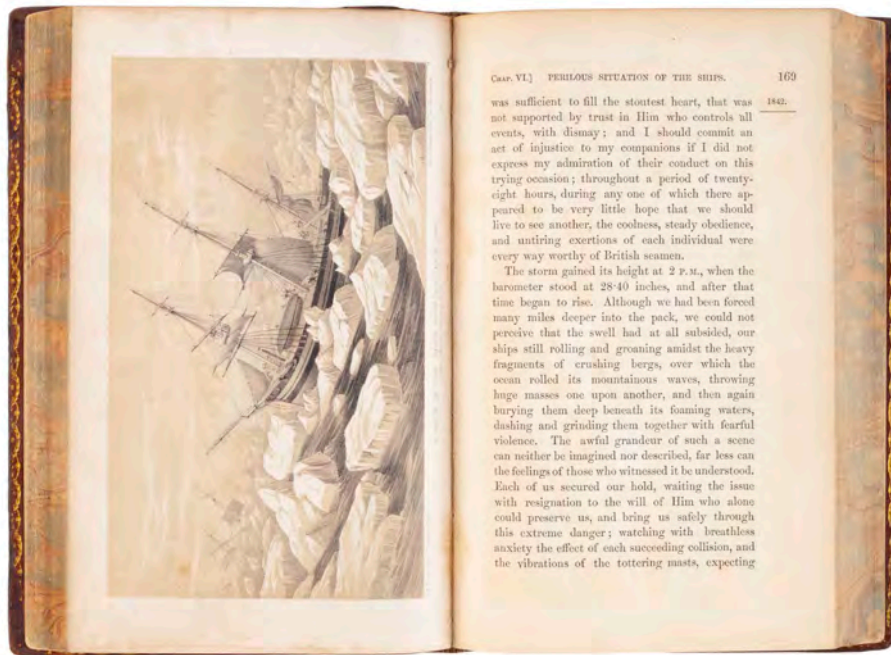 CHAP. VI.] PERILOUS SITUATION OF THE SHIPS. 169
1842.
was sufficient to fill the stoutest heart, that was
not supported by trust in Him who controls all
events, with dismay; and I should commit an
act of injustice to my companions if I did not
express my admiration of their conduct on this
trying occasion; throughout a period of twenty-
eight hours, during any one of which there ap-
peared to be very little hope that we should
live to see another, the coolness, steady obedience,
and untiring exertions of each individual were
every way worthy of British seamen.
The storm gained its height at 2 P.M., when the
barometer stood at 28·40 inches, and after that
time began to rise. Although we had been forced
many miles deeper into the pack, we could not
perceive that the swell had at all subsided, our
ships still rolling and groaning amidst the heavy
fragments of crushing bergs, over which the
ocean rolled its mountainous waves, throwing
huge masses one upon another, and then again
burying them deep beneath its foaming waters,
dashing and grinding them together with fearful
violence. The awful grandeur of such a scene
can neither be imagined nor described, far less can
the feelings of those who witnessed it be understood.
Each of us secured our hold, waiting the issue
with resignation to the will of Him who alone
could preserve us, and bring us safely through
this extreme danger; watching with breathless
anxiety the effect of each succeeding collision, and
the vibrations of the tottering masts, expecting